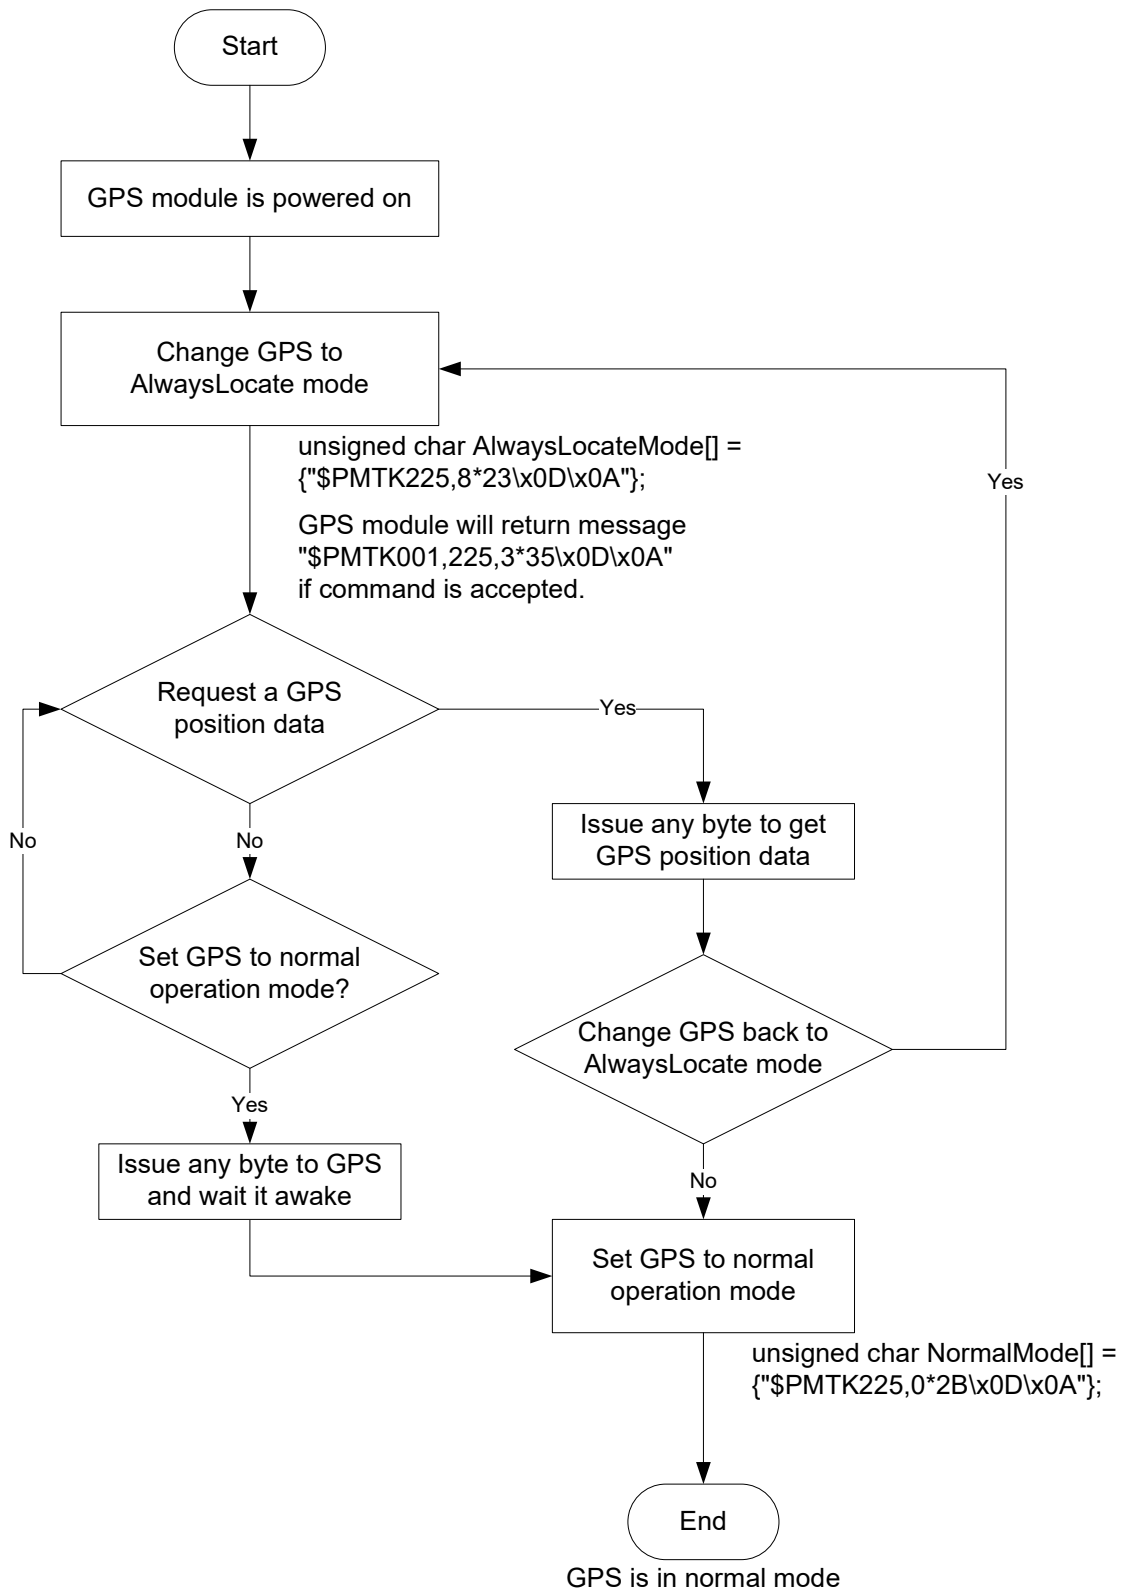 Start
GPS module is powered on
Change GPS to
AlwaysLocate mode
unsigned char AlwaysLocateMode[] =
{"$PMTK225,8*23\x0D\x0A"};
Yes
GPS module will return message
"$PMTK001,225,3*35\x0D\x0A"
if command is accepted.
Request a GPS
position data
Yes
No
No
Issue any byte to get
GPS position data
Set GPS to normal
operation mode?
Change GPS back to
AlwaysLocate mode
Yes
Issue any byte to GPS
and wait it awake
No
Set GPS to normal
operation mode
unsigned char NormalMode[] =
{"$PMTK225,0*2B\x0D\x0A"};
End
GPS is in normal mode